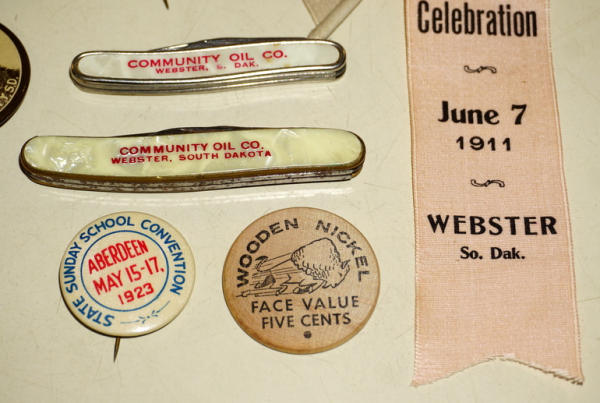 COMMUNITY OIL CO.
WEBSTER, S. DAK.
COMMUNITY OIL CO.
WEBSTER, SOUTH DAKOTA
STATE SUNDAY SCHOOL CONVENTION
ABERDEEN
MAY 15-17,
1923
WOODEN NICKEL
FACE VALUE
FIVE CENTS
Celebration
June 7
1911
WEBSTER
So. Dak.
S.D.